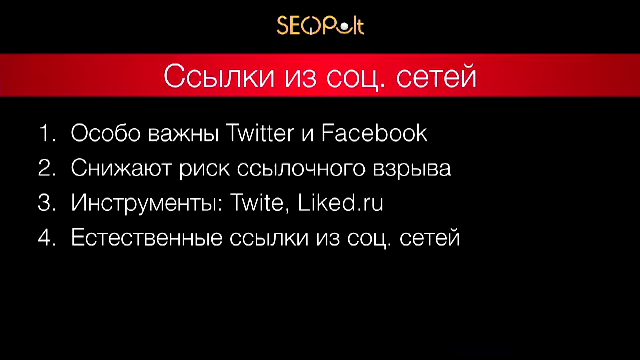 SEOPult
Ссылки из соц. сетей
1. Особо важны Twitter и Facebook
2. Снижают риск ссылочного взрыва
3. Инструменты: Twite, Liked.ru
4. Естественные ссылки из соц. сетей